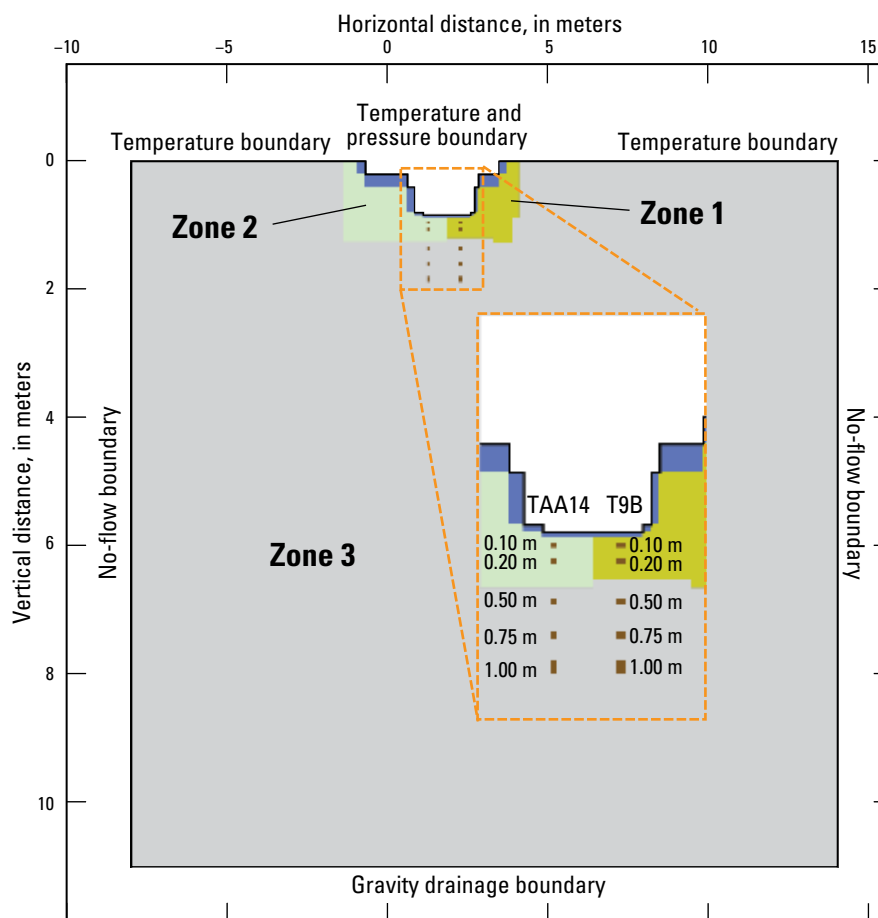 Horizontal distance, in meters
–10
–5
0
5
10
15
Temperature boundary
Temperature and
pressure boundary
Temperature boundary
0
2
4
6
8
10
Vertical distance, in meters
No-flow boundary
No-flow boundary
Zone 2
Zone 1
Zone 3
TAA14
T9B
0.10 m
0.10 m
0.20 m
0.20 m
0.50 m
0.50 m
0.75 m
0.75 m
1.00 m
1.00 m
Gravity drainage boundary